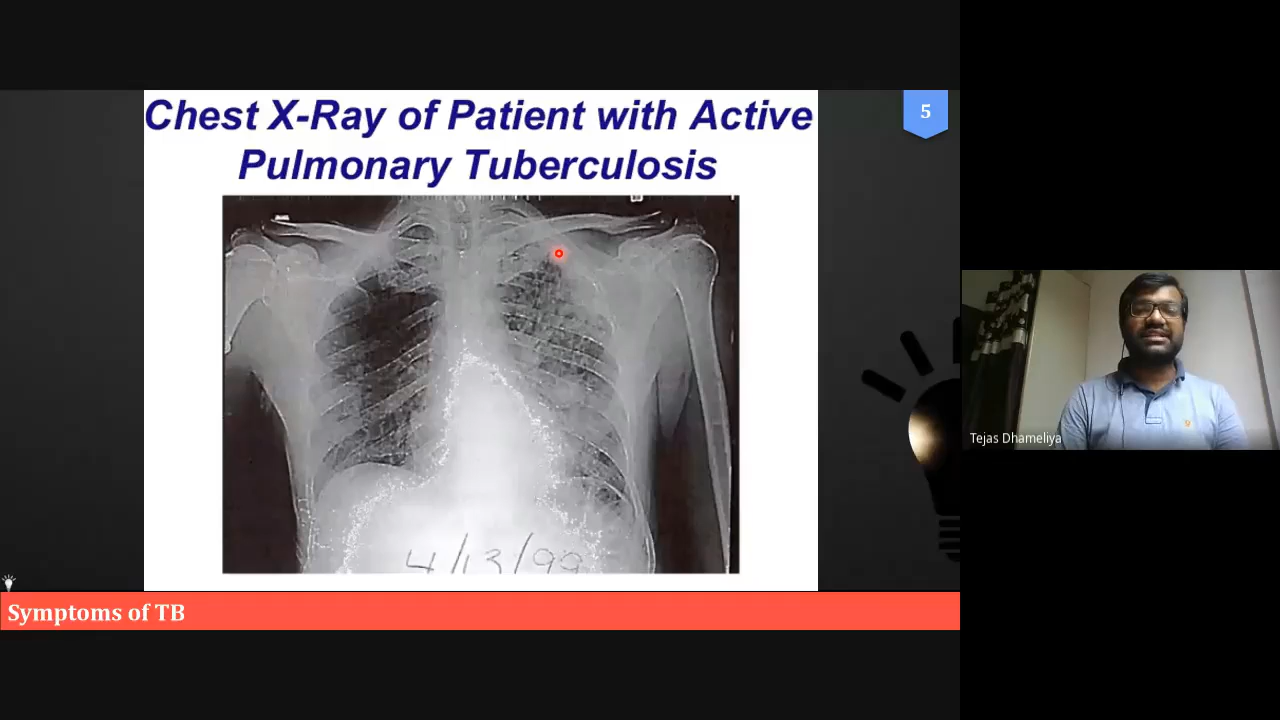 Chest X-Ray of Patient with Active
Pulmonary Tuberculosis
5
4/13/99
Tejas Dhameliya
Symptoms of TB